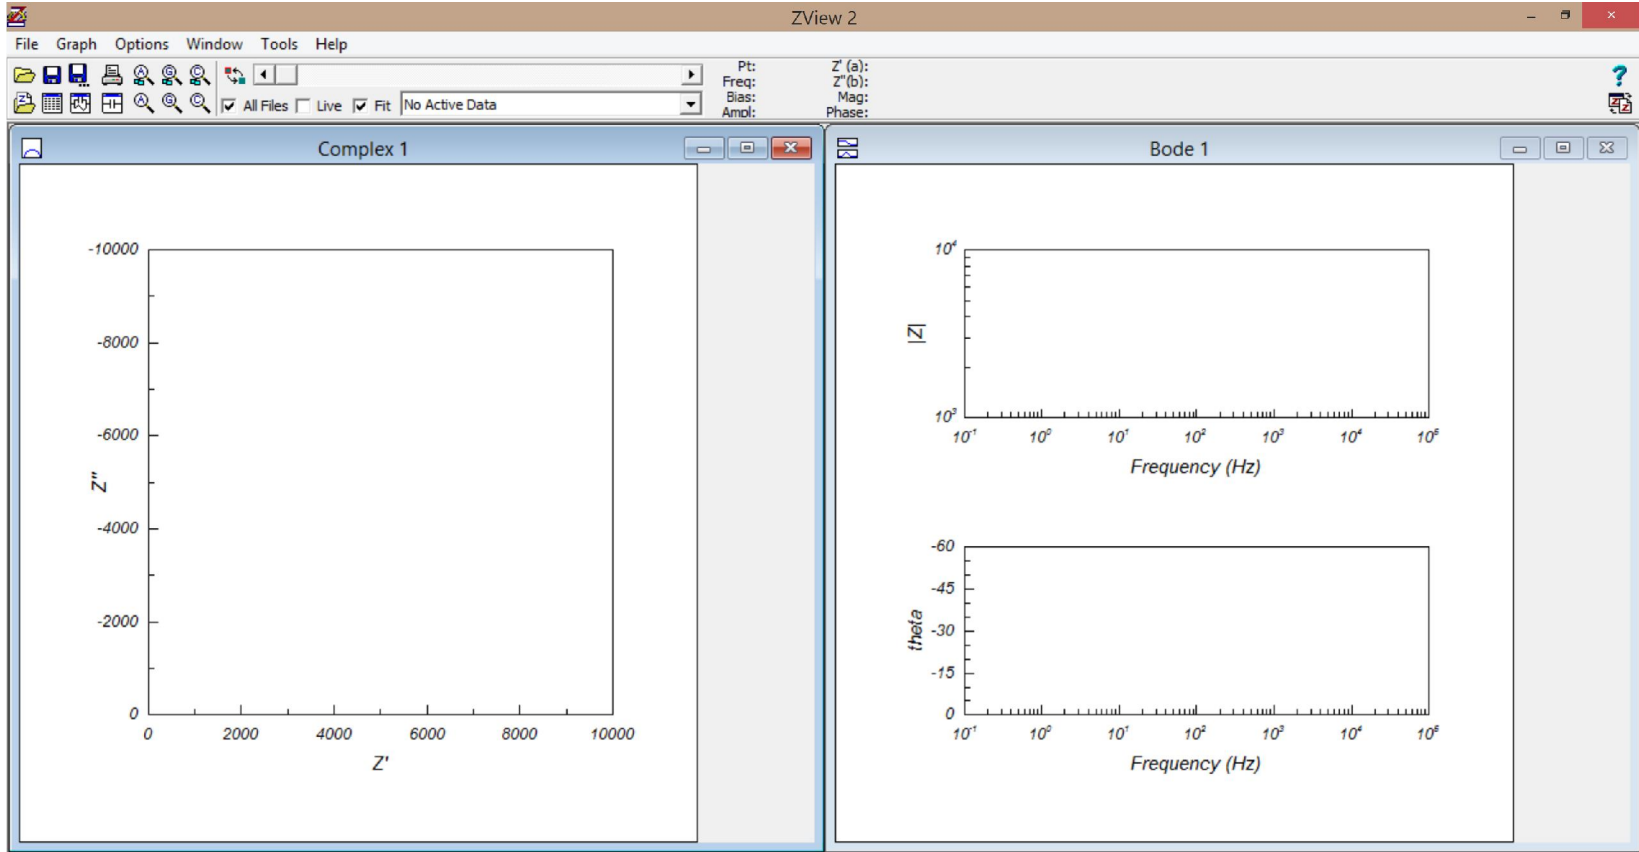 ZView 2
File Graph Options Window Tools Help
Pt: Z' (a):
Freq: Z''(b):
All Files Live Fit No Active Data Bias: Mag:
Ampl: Phase:
Complex 1
-10000
-8000
-6000
-4000
-2000
0
Z''
0 2000 4000 6000 8000 10000
Z'
Bode 1
10⁴
|Z|
10³
10⁻¹ 10⁰ 10¹ 10² 10³ 10⁴ 10⁵
Frequency (Hz)
-60
-45
-30
-15
0
theta
10⁻¹ 10⁰ 10¹ 10² 10³ 10⁴ 10⁵
Frequency (Hz)